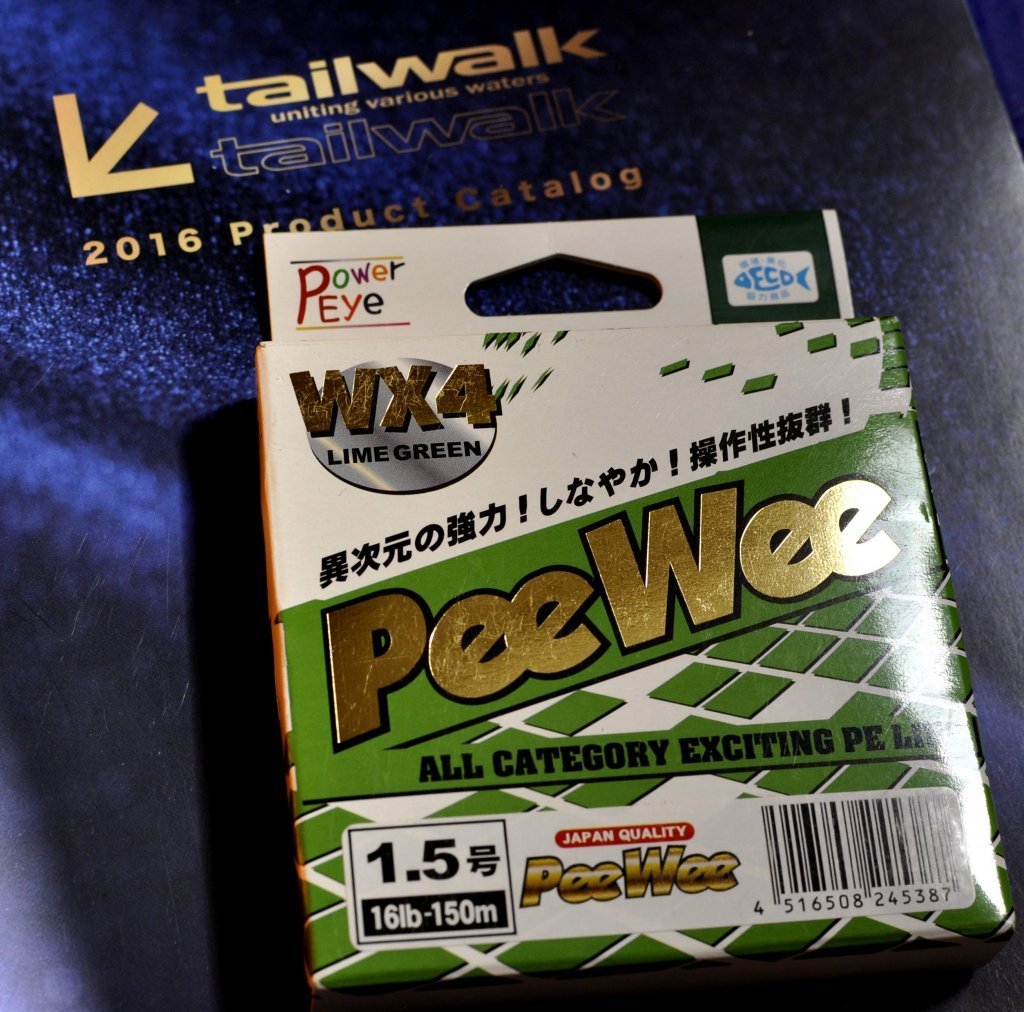 tailwalk
uniting various waters
tailwalk
2016 Product Catalog
Power
Eye
ECO
WX4
LIME GREEN
異次元の強力！しなやか！操作性抜群！
PeeWee
ALL CATEGORY EXCITING PE
1.5号
16lb-150m
JAPAN QUALITY
PeeWee
4 516508 245387